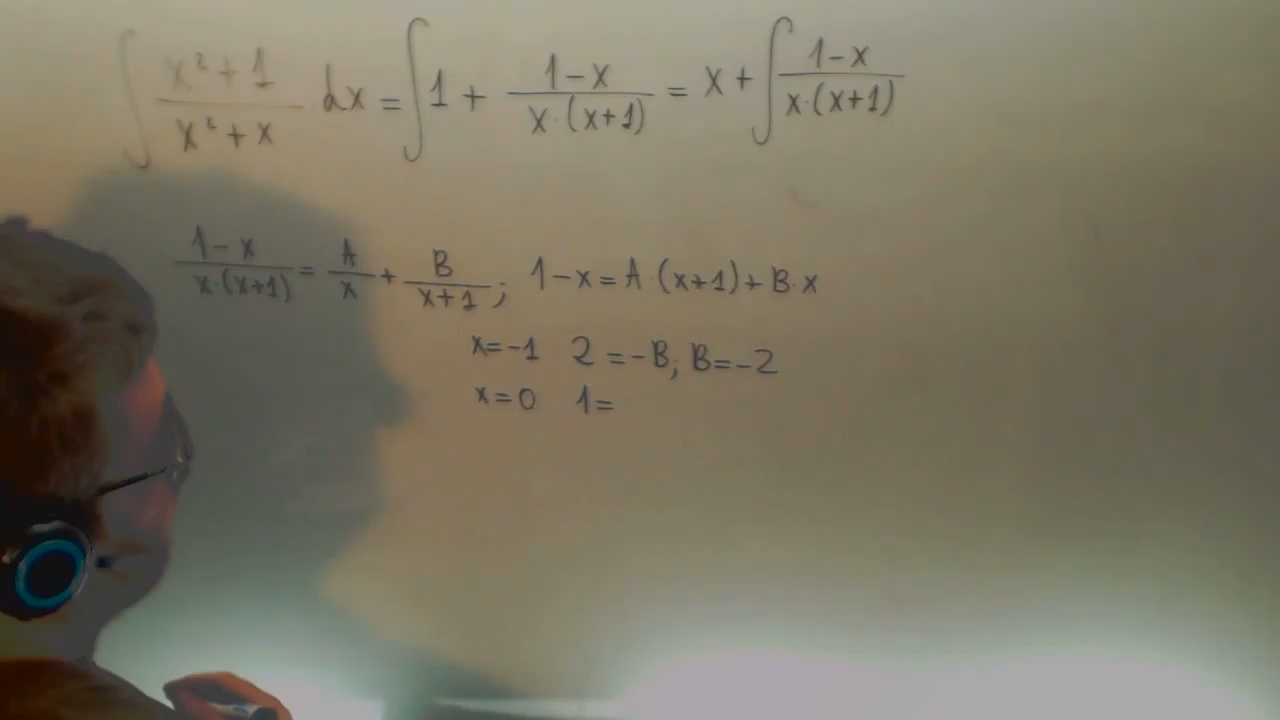 ∫ (x² + 1)/(x² + x) dx = ∫ 1 + (1 - x)/(x · (x+1)) = x + ∫ (1 - x)/(x · (x+1))
(1 - x)/(x · (x+1)) = A/x + B/(x+1) ; 1 - x = A · (x+1) + B · x
x = -1 2 = -B, B = -2
x = 0 1 =